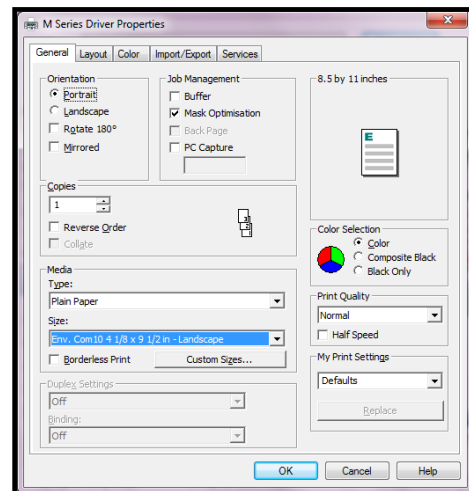 M Series Driver Properties
General Layout Color Import/Export Services
Orientation
Portrait
Landscape
Rotate 180°
Mirrored
Job Management
Buffer
Mask Optimisation
Back Page
PC Capture
8.5 by 11 inches
E
Copies
1
Reverse Order
Collate
3
2
1
Color Selection
Color
Composite Black
Black Only
Media
Type:
Plain Paper
Size:
Env. Com10 4 1/8 x 9 1/2 in - Landscape
Borderless Print
Custom Sizes...
Print Quality
Normal
Half Speed
My Print Settings
Defaults
Replace
Duplex Settings
Off
Binding:
Off
OK Cancel Help